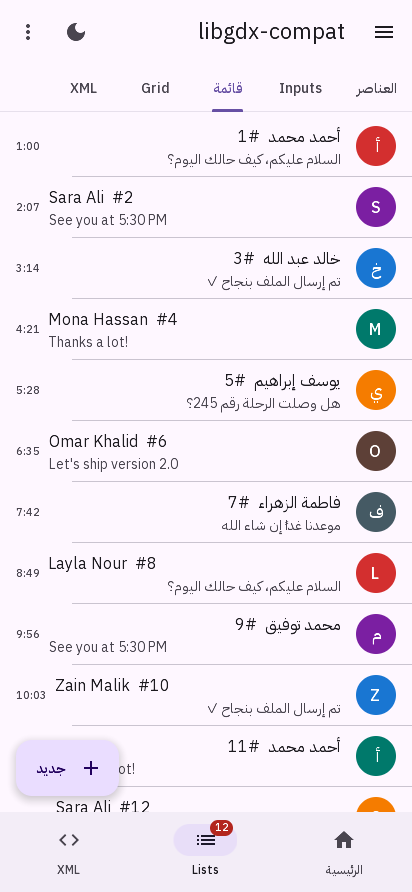 libgdx-compat
العناصر
Inputs
قائمة
Grid
XML
أ
أحمد محمد #1
السلام عليكم، كيف حالك اليوم؟
1:00
S
Sara Ali #2
See you at 5:30 PM
2:07
خ
خالد عبد الله #3
تم إرسال الملف بنجاح ✓
3:14
M
Mona Hassan #4
Thanks a lot!
4:21
ي
يوسف إبراهيم #5
هل وصلت الرحلة رقم 245؟
5:28
O
Omar Khalid #6
Let's ship version 2.0
6:35
ف
فاطمة الزهراء #7
موعدنا غدًا إن شاء الله
7:42
L
Layla Nour #8
السلام عليكم، كيف حالك اليوم؟
8:49
م
محمد توفيق #9
See you at 5:30 PM
9:56
Z
Zain Malik #10
تم إرسال الملف بنجاح ✓
10:03
أ
أحمد محمد #11
ot!
جديد
Sara Ali #12
الرئيسية
12
Lists
XML